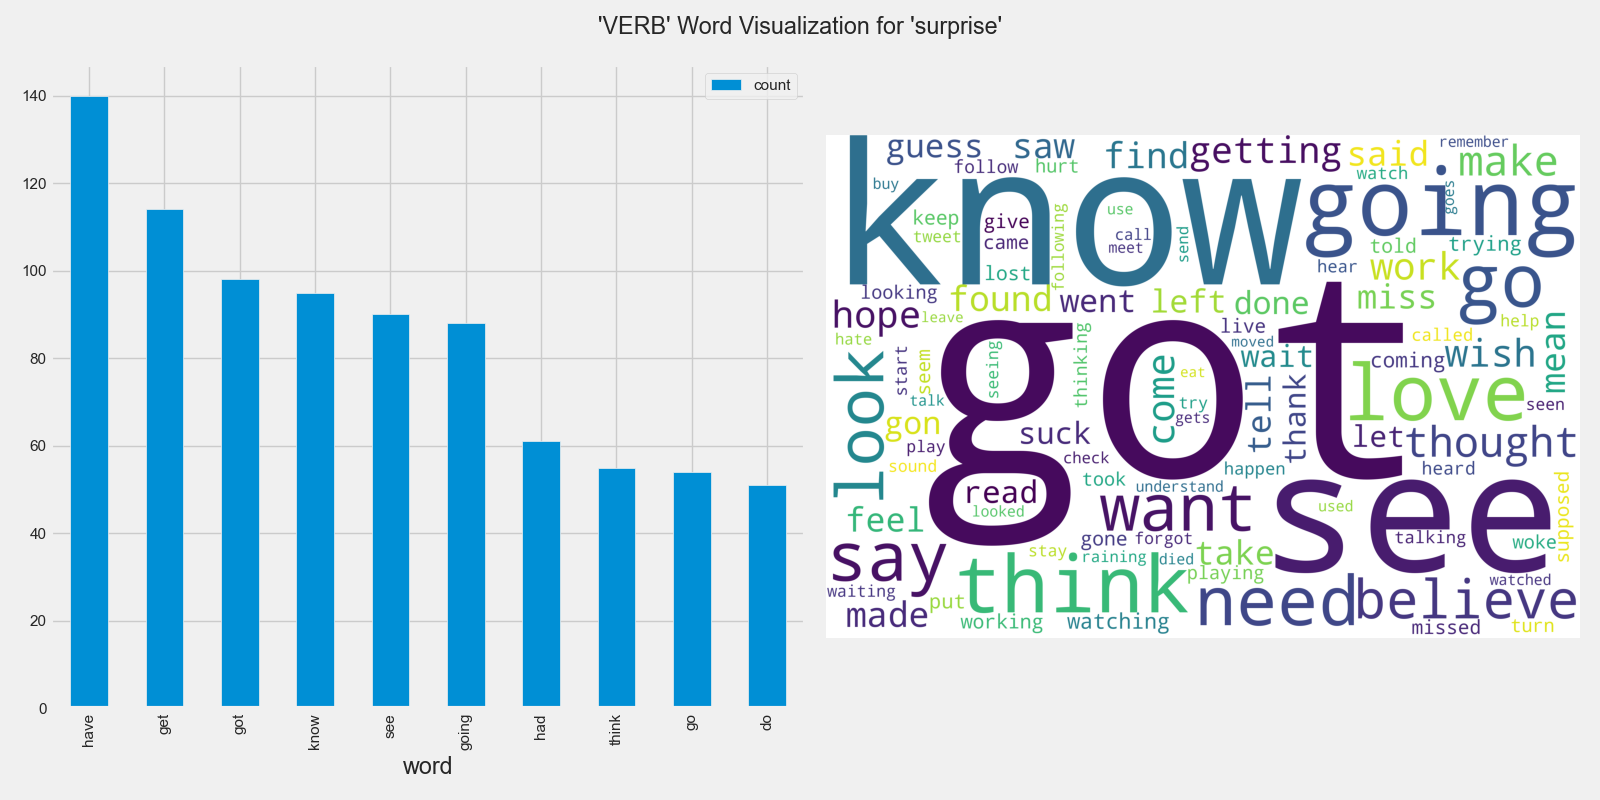 'VERB' Word Visualization for 'surprise'
count
140
120
100
80
60
40
20
0
have
get
got
know
see
going
had
think
go
do
word
guess
saw
find
getting
said
remember
make
follow
hurt
watch
buy
know
going
goes
keep
give
use
tweet
came
following
call
meet
send
told
trying
lost
hear
work
go
looking
found
went
left
done
miss
hope
leave
live
help
hate
moved
called
wish
mean
look
start
seem
seeing
thinking
got
come
eat
wait
coming
talk
try
gets
tell
thank
love
seen
gon
suck
let
thought
play
check
sound
happen
heard
took
understand
read
looked
want
see
used
supposed
feel
gone
forgot
talking
woke
say
stay
raining
died
take
think
playing
watched
waiting
put
need
believe
made
working
watching
missed
turn